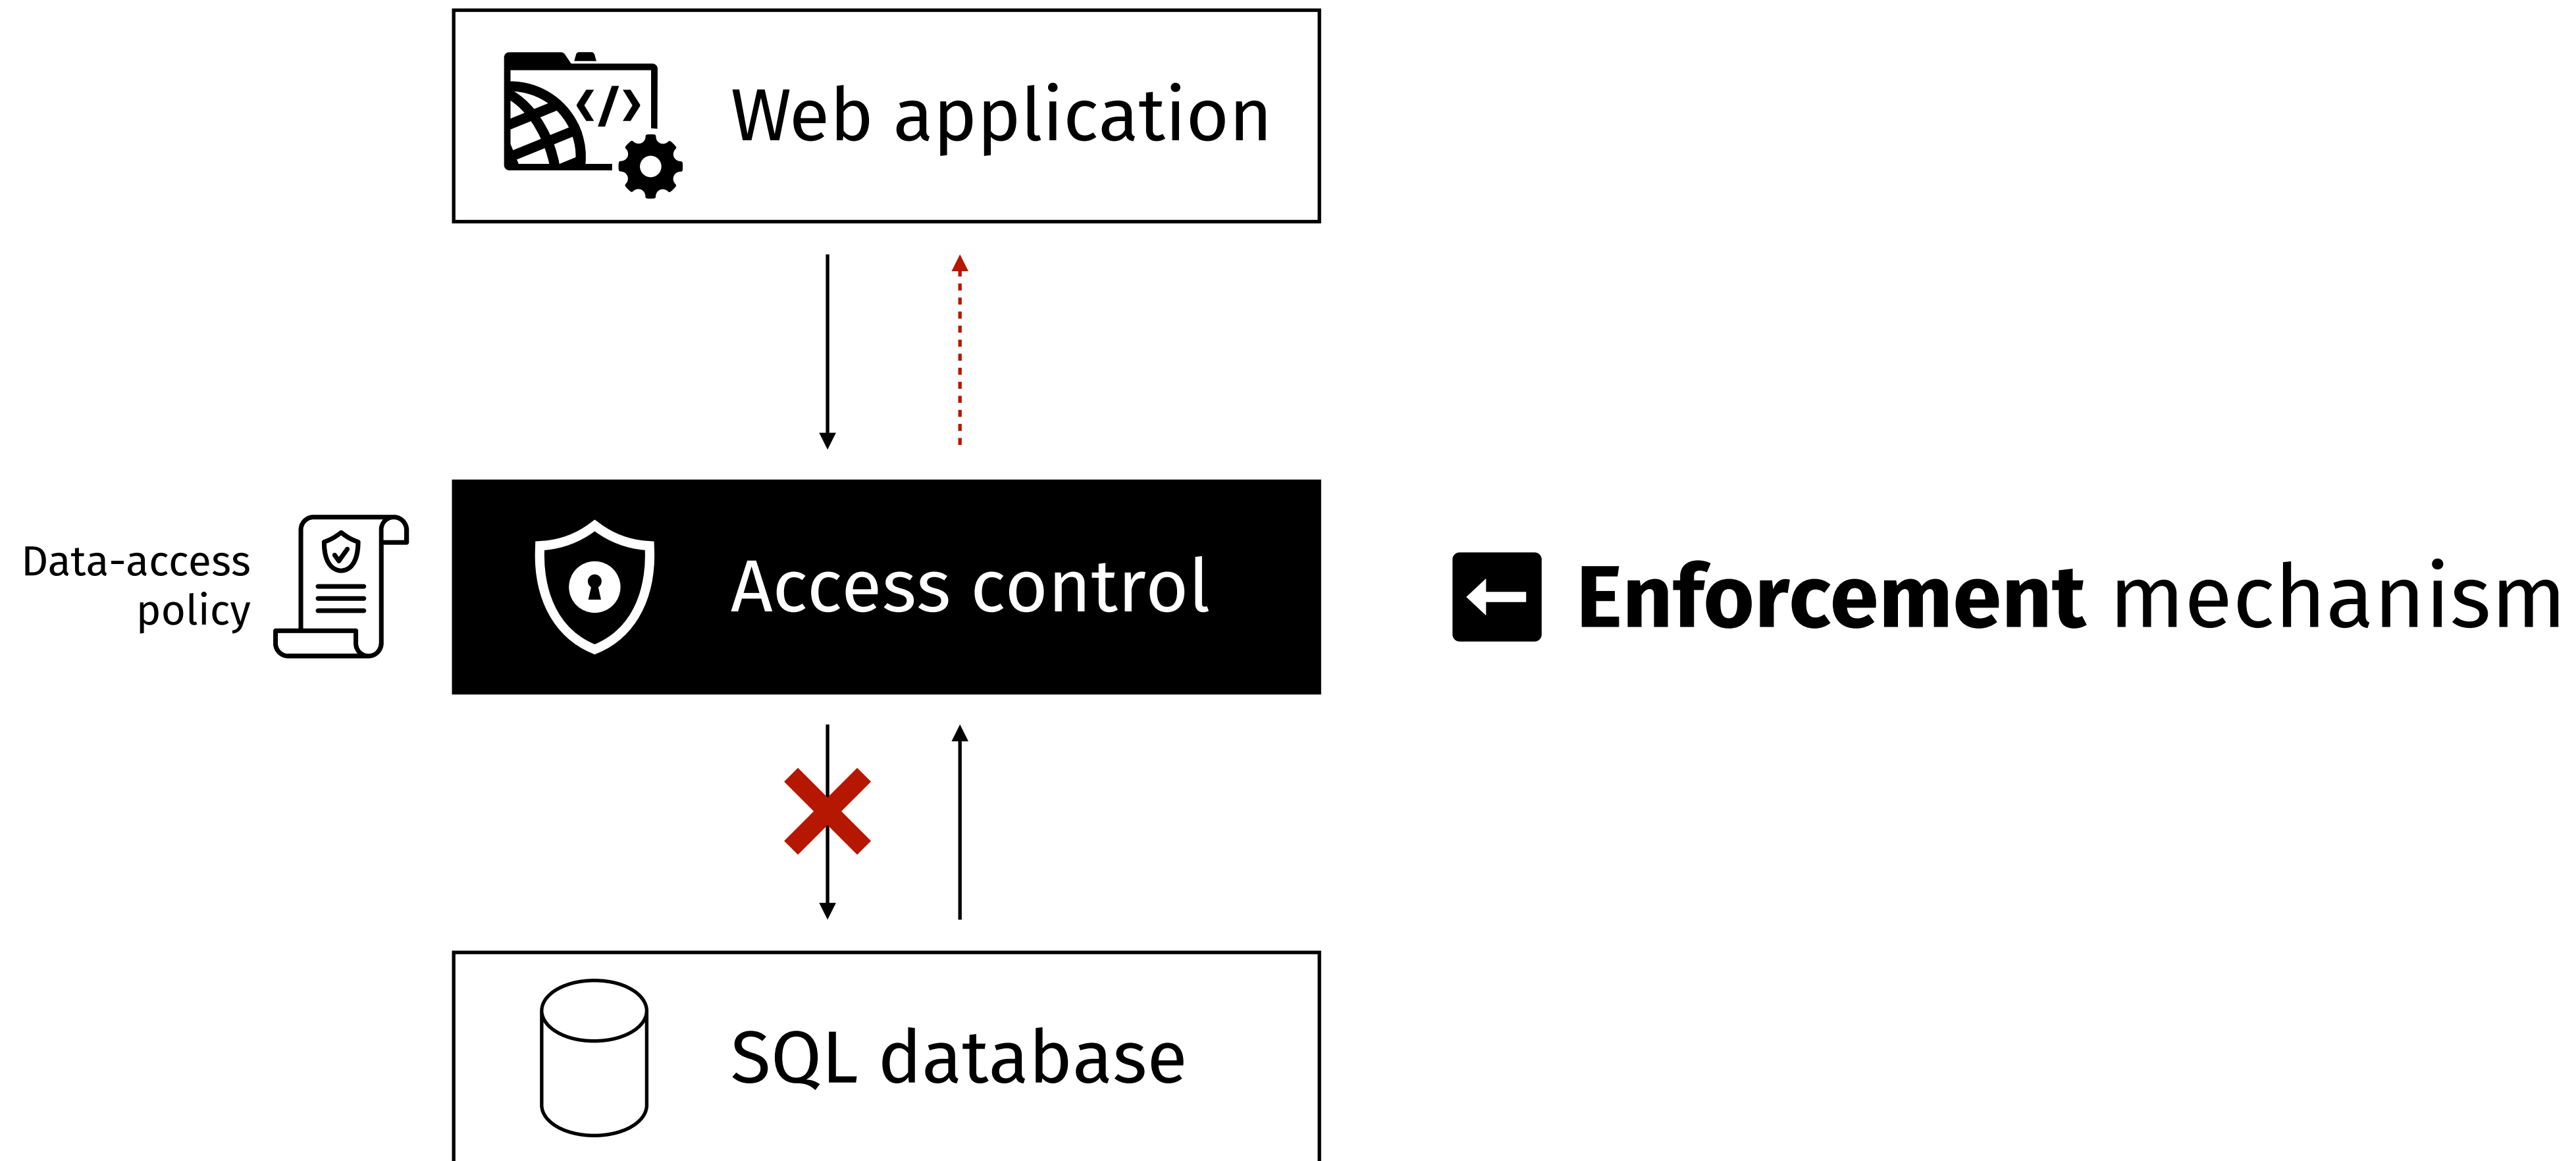 Web application
Data-access
policy
Access control
Enforcement mechanism
SQL database